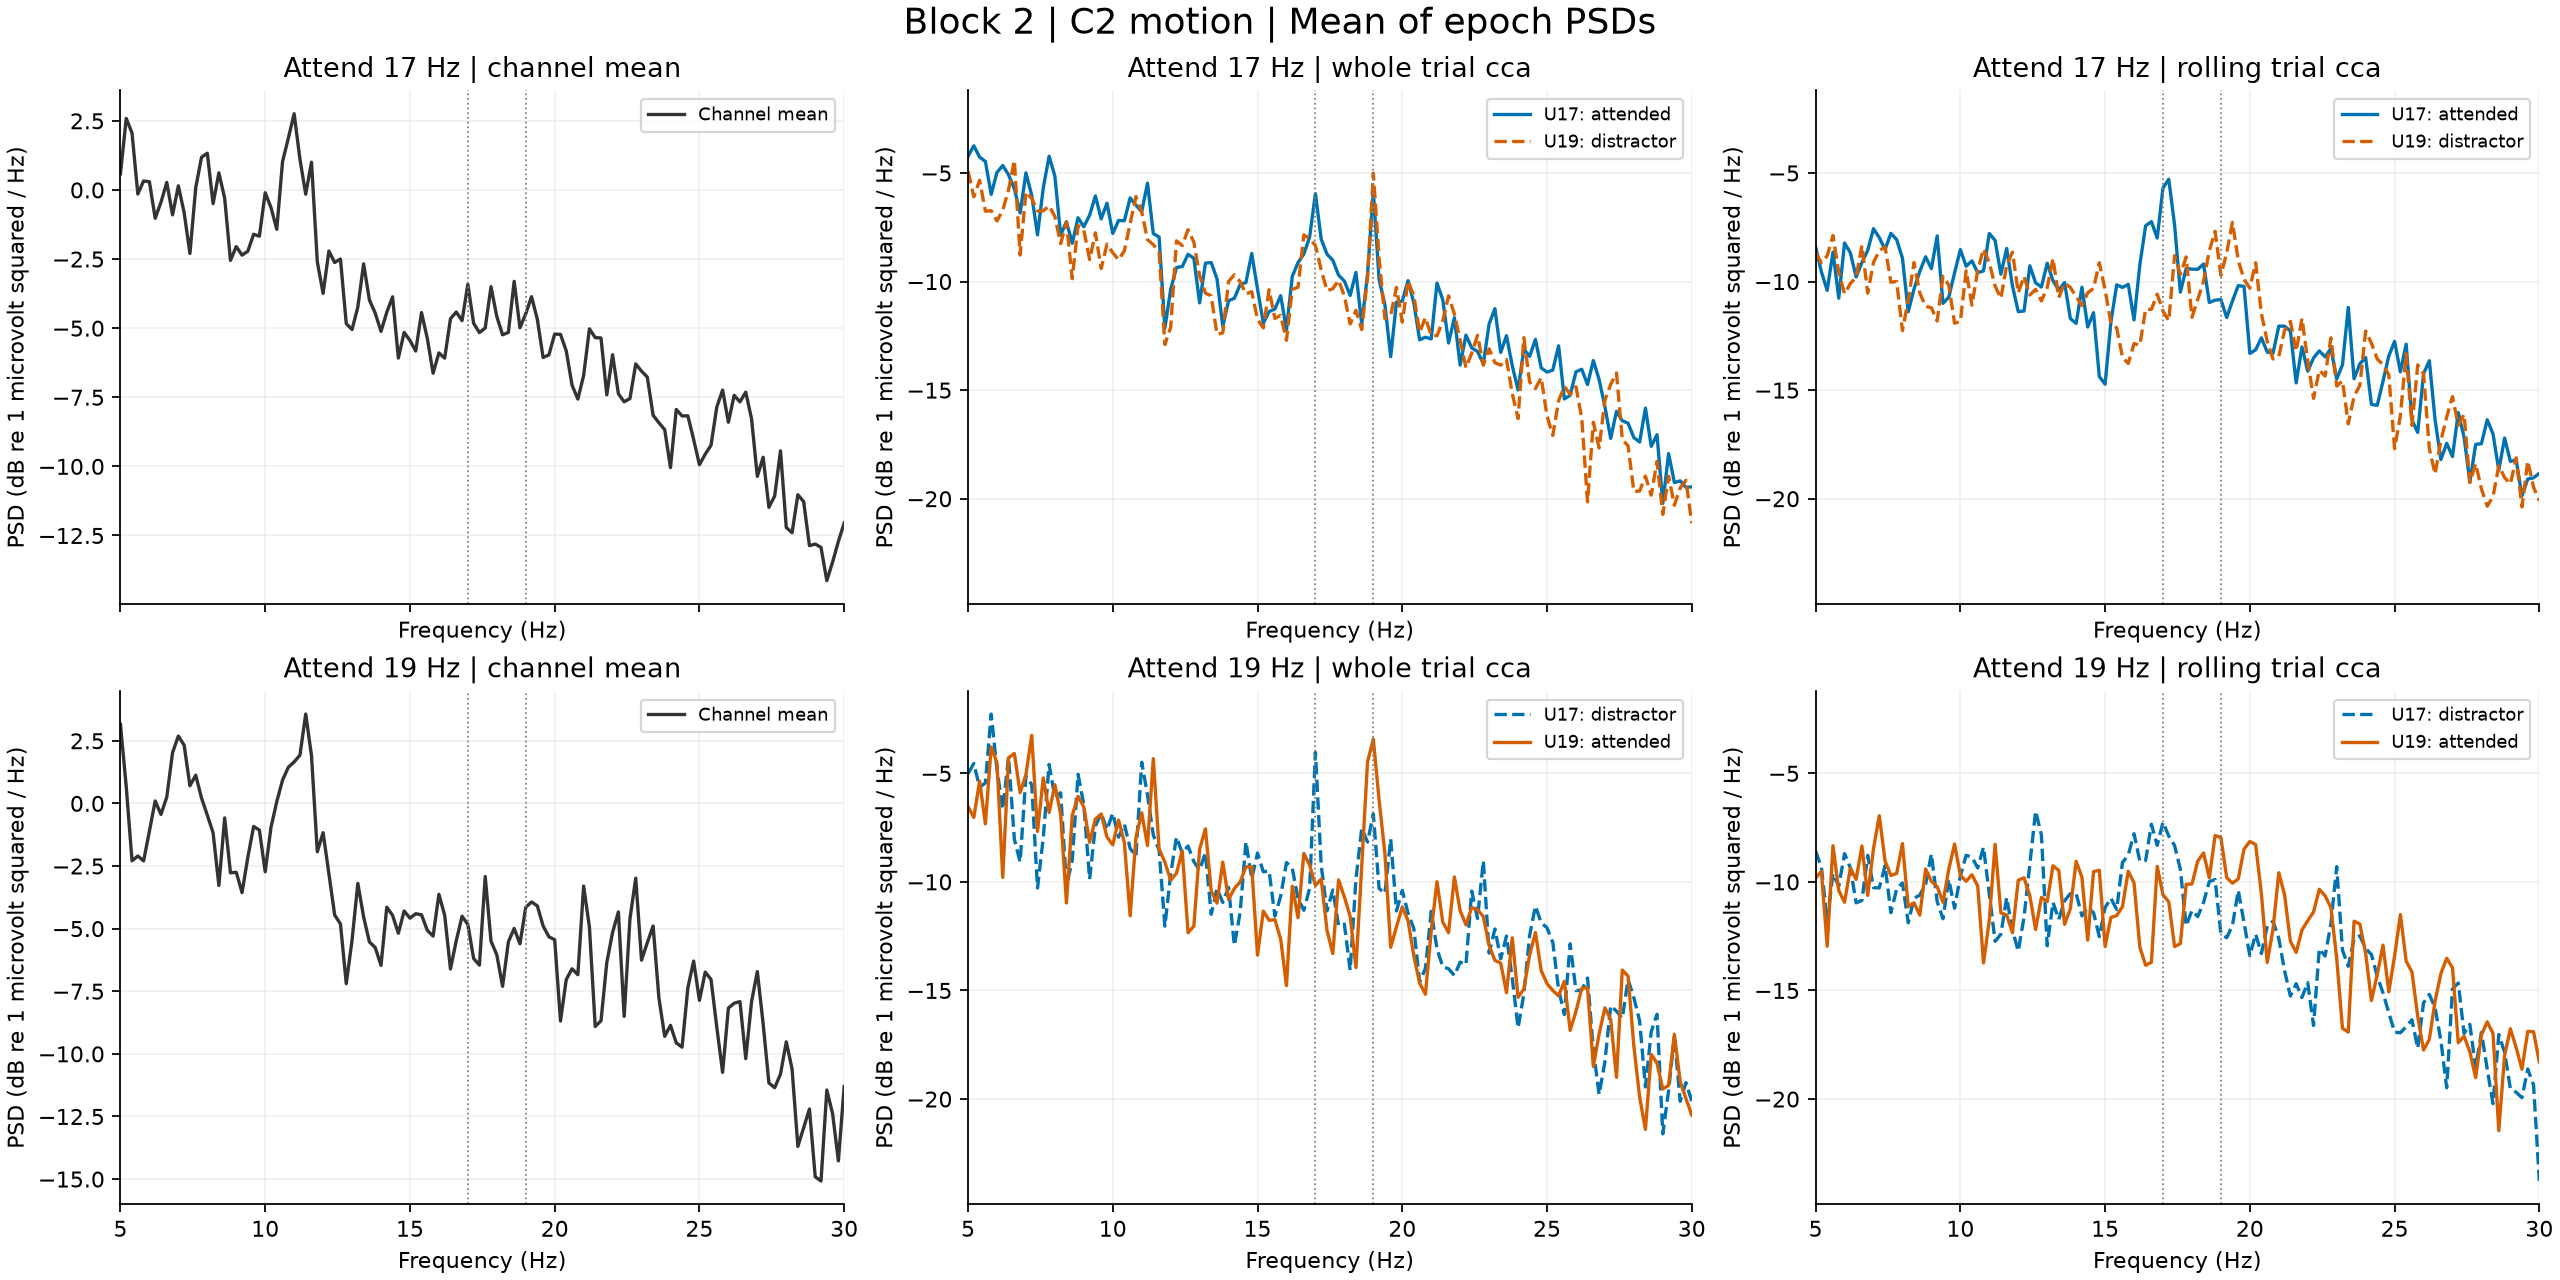 Block 2 | C2 motion | Mean of epoch PSDs
Attend 17 Hz | channel mean
PSD (dB re 1 microvolt squared / Hz)
2.5
0.0
−2.5
−5.0
−7.5
−10.0
−12.5
Channel mean
Frequency (Hz)
Attend 17 Hz | whole trial cca
PSD (dB re 1 microvolt squared / Hz)
−5
−10
−15
−20
U17: attended
U19: distractor
Frequency (Hz)
Attend 17 Hz | rolling trial cca
PSD (dB re 1 microvolt squared / Hz)
−5
−10
−15
−20
U17: attended
U19: distractor
Frequency (Hz)
Attend 19 Hz | channel mean
PSD (dB re 1 microvolt squared / Hz)
2.5
0.0
−2.5
−5.0
−7.5
−10.0
−12.5
−15.0
Channel mean
5 10 15 20 25 30
Frequency (Hz)
Attend 19 Hz | whole trial cca
PSD (dB re 1 microvolt squared / Hz)
−5
−10
−15
−20
U17: distractor
U19: attended
5 10 15 20 25 30
Frequency (Hz)
Attend 19 Hz | rolling trial cca
PSD (dB re 1 microvolt squared / Hz)
−5
−10
−15
−20
U17: distractor
U19: attended
5 10 15 20 25 30
Frequency (Hz)